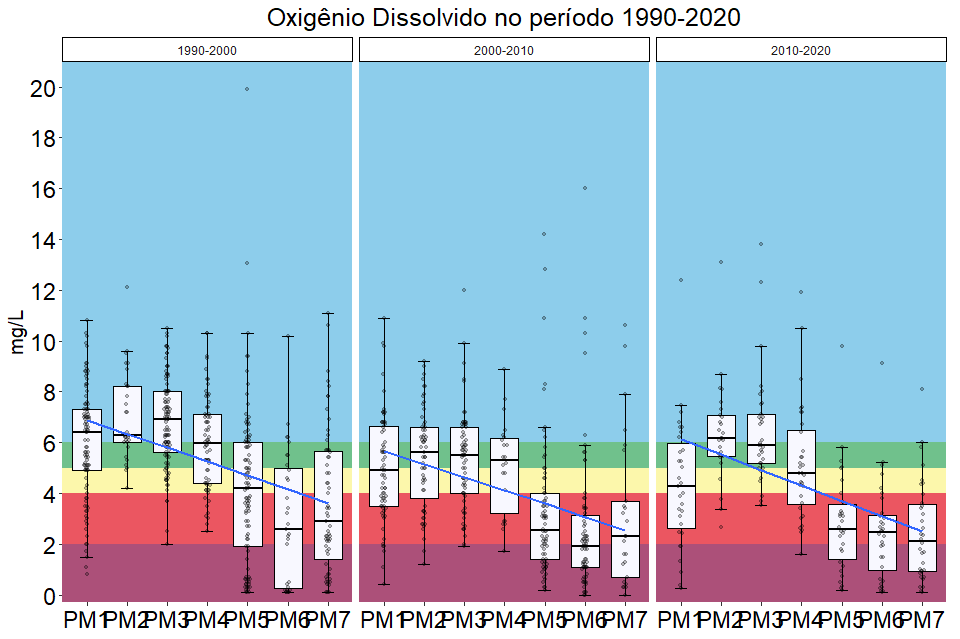 Oxigênio Dissolvido no período 1990-2020
1990-2000 2000-2010 2010-2020
mg/L
20
18
16
14
12
10
8
6
4
2
0
PM1 PM2 PM3 PM4 PM5 PM6 PM7 PM1 PM2 PM3 PM4 PM5 PM6 PM7 PM1 PM2 PM3 PM4 PM5 PM6 PM7